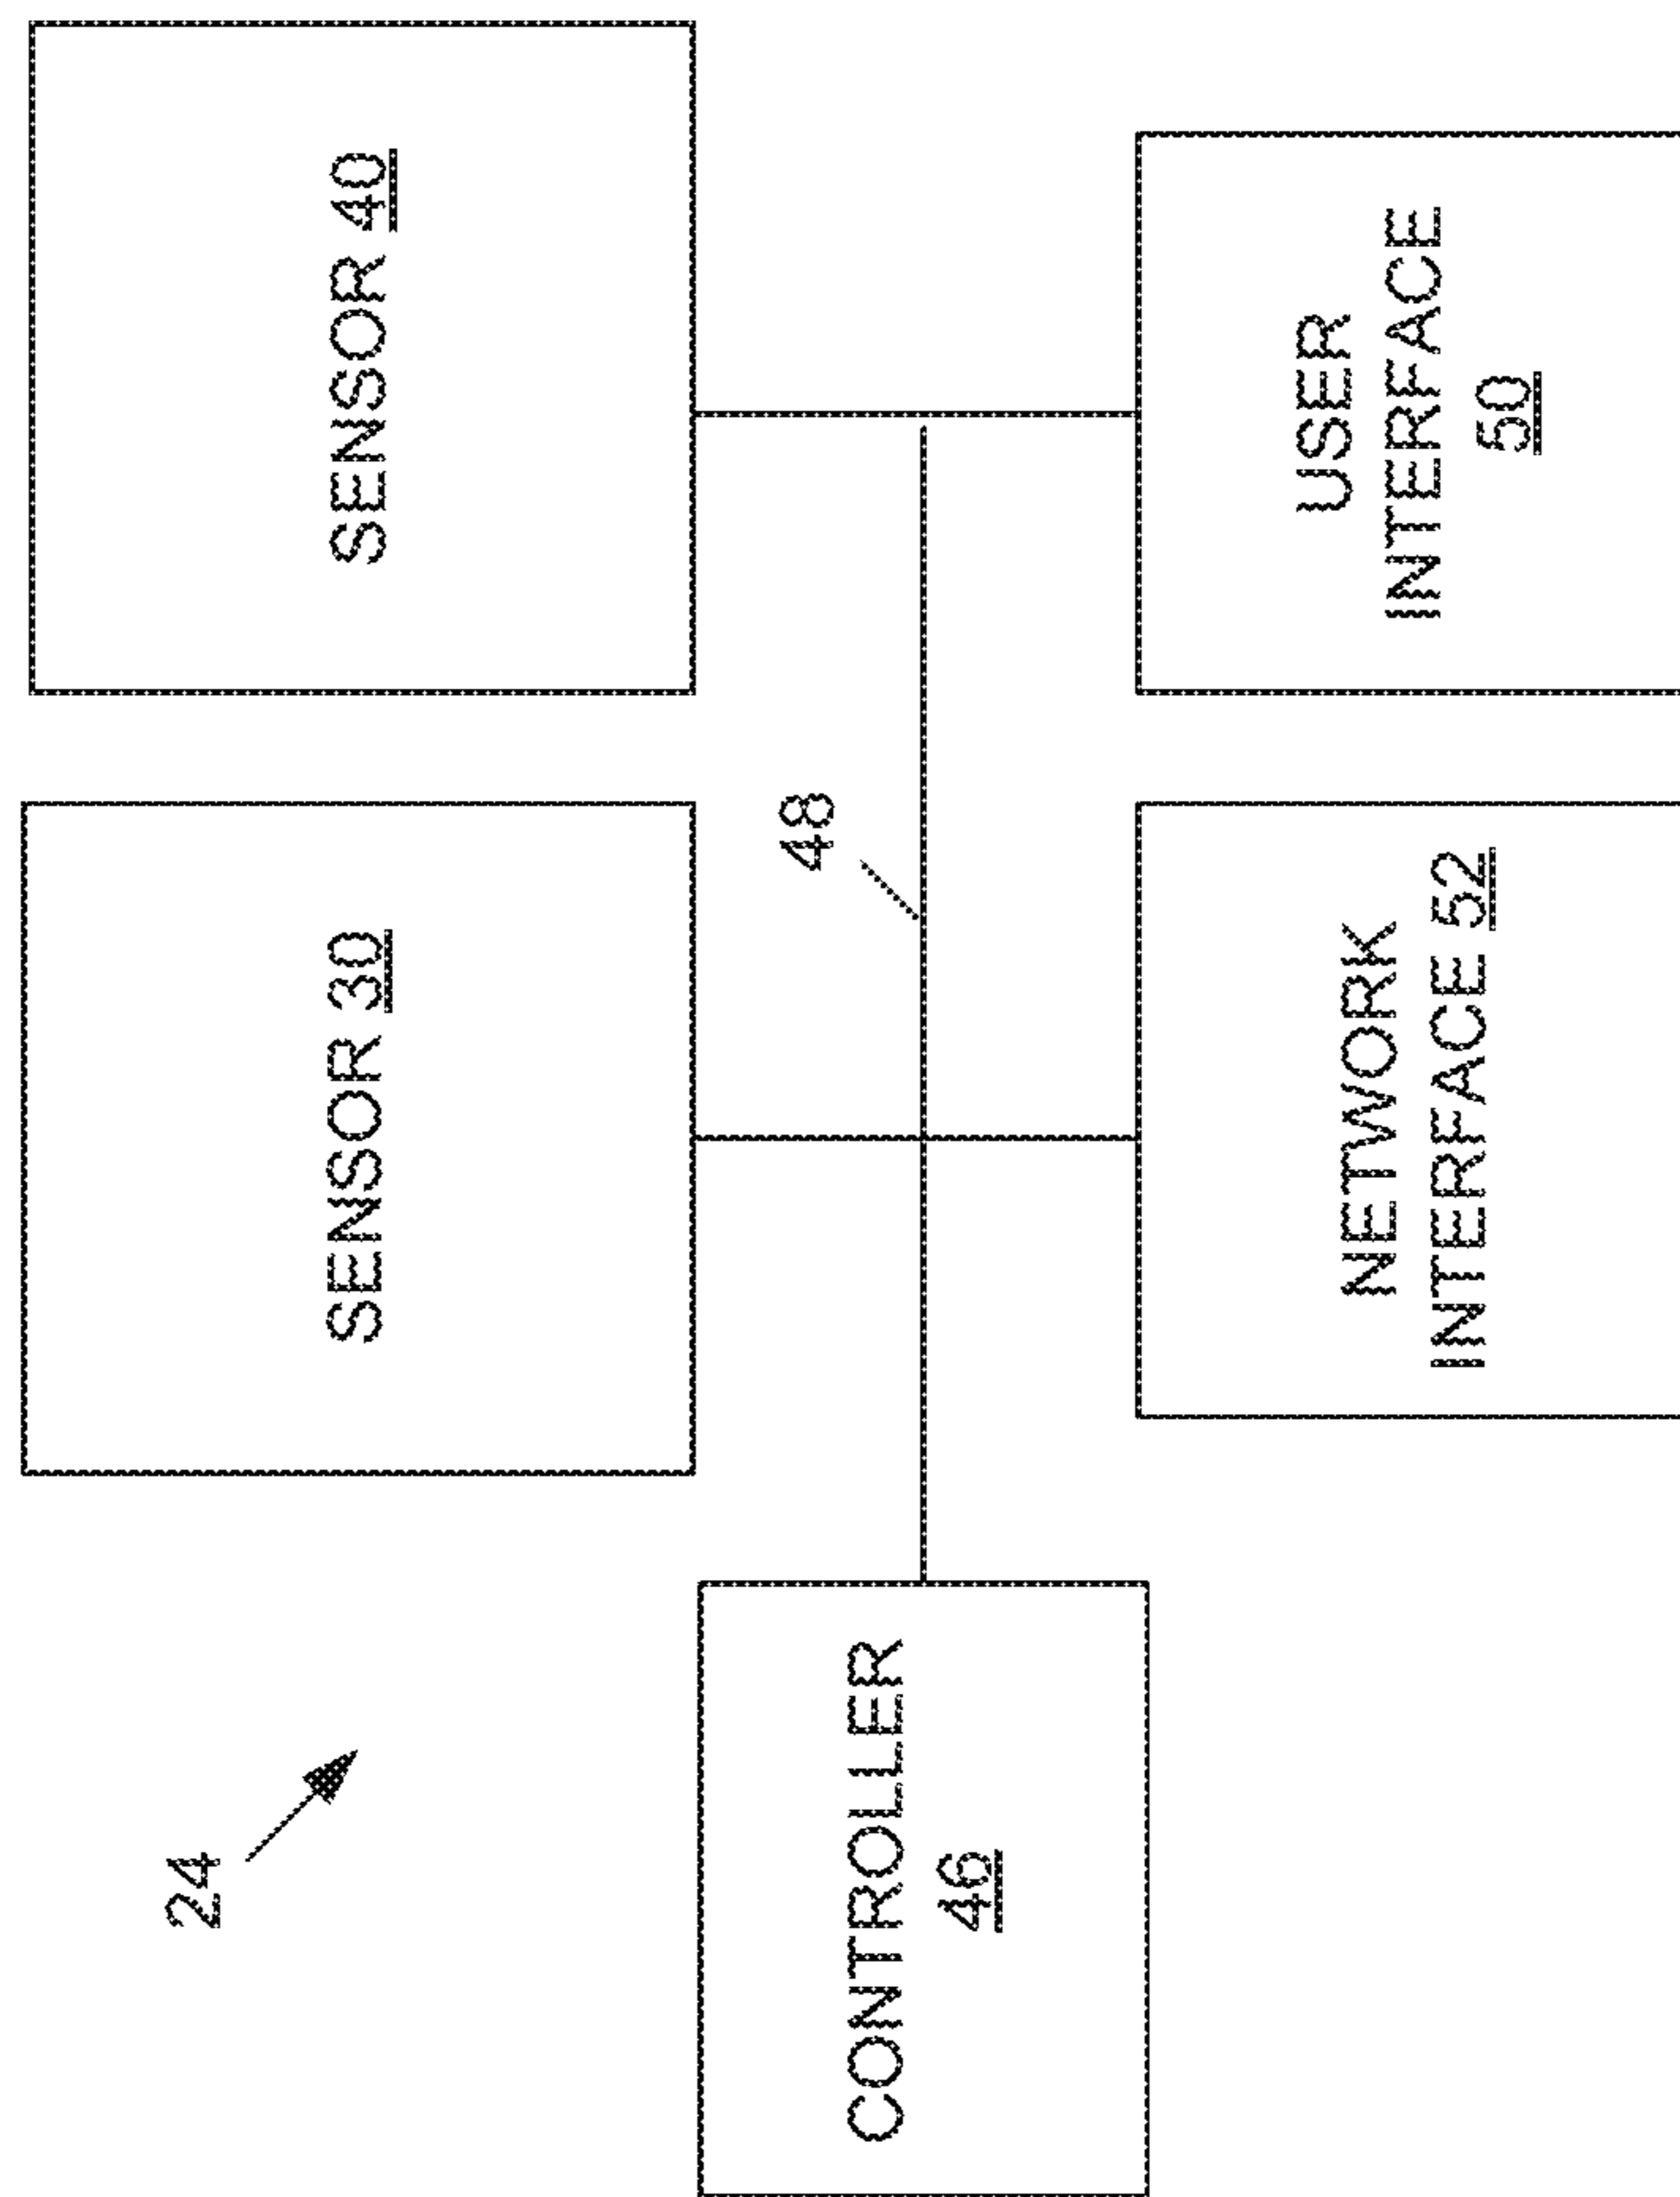 24
SENSOR 30
SENSOR 40
48
CONTROLLER
46
NETWORK
INTERFACE 52
USER
INTERFACE
50